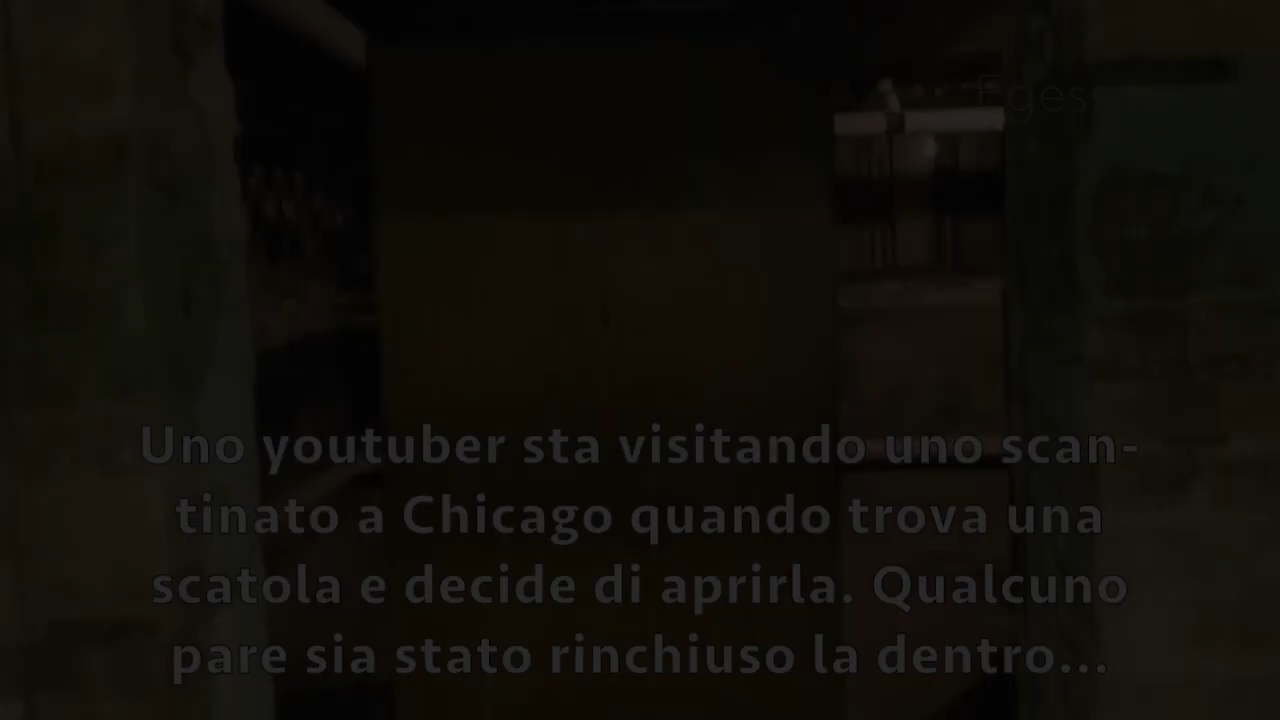 Eges
Uno youtuber sta visitando uno scan-
tinato a Chicago quando trova una
scatola e decide di aprirla. Qualcuno
pare sia stato rinchiuso la dentro...